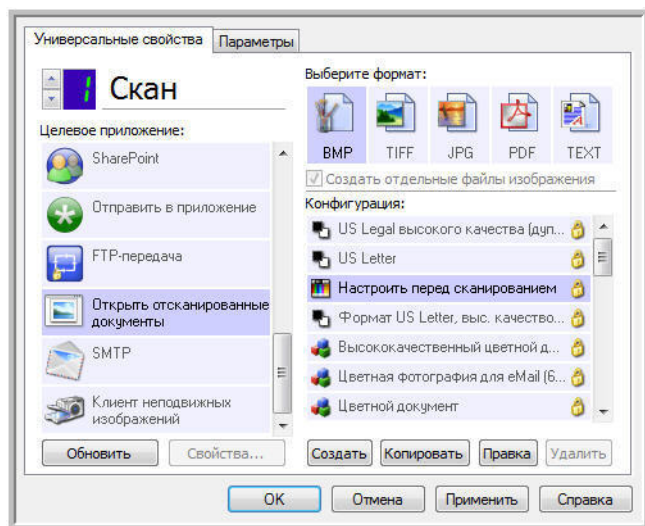 Универсальные свойства
Параметры
1
Скан
Целевое приложение:
SharePoint
Отправить в приложение
FTP-передача
Открыть отсканированные
документы
SMTP
Клиент неподвижных
изображений
Обновить
Свойства...
Выберите формат:
BMP
TIFF
JPG
PDF
TEXT
Создать отдельные файлы изображения
Конфигурация:
US Legal высокого качества (дуп...
US Letter
Настроить перед сканированием
Формат US Letter, выс. качество...
Высококачественный цветной д...
Цветная фотография для eMail (6...
Цветной документ
Создать
Копировать
Правка
Удалить
OK
Отмена
Применить
Справка